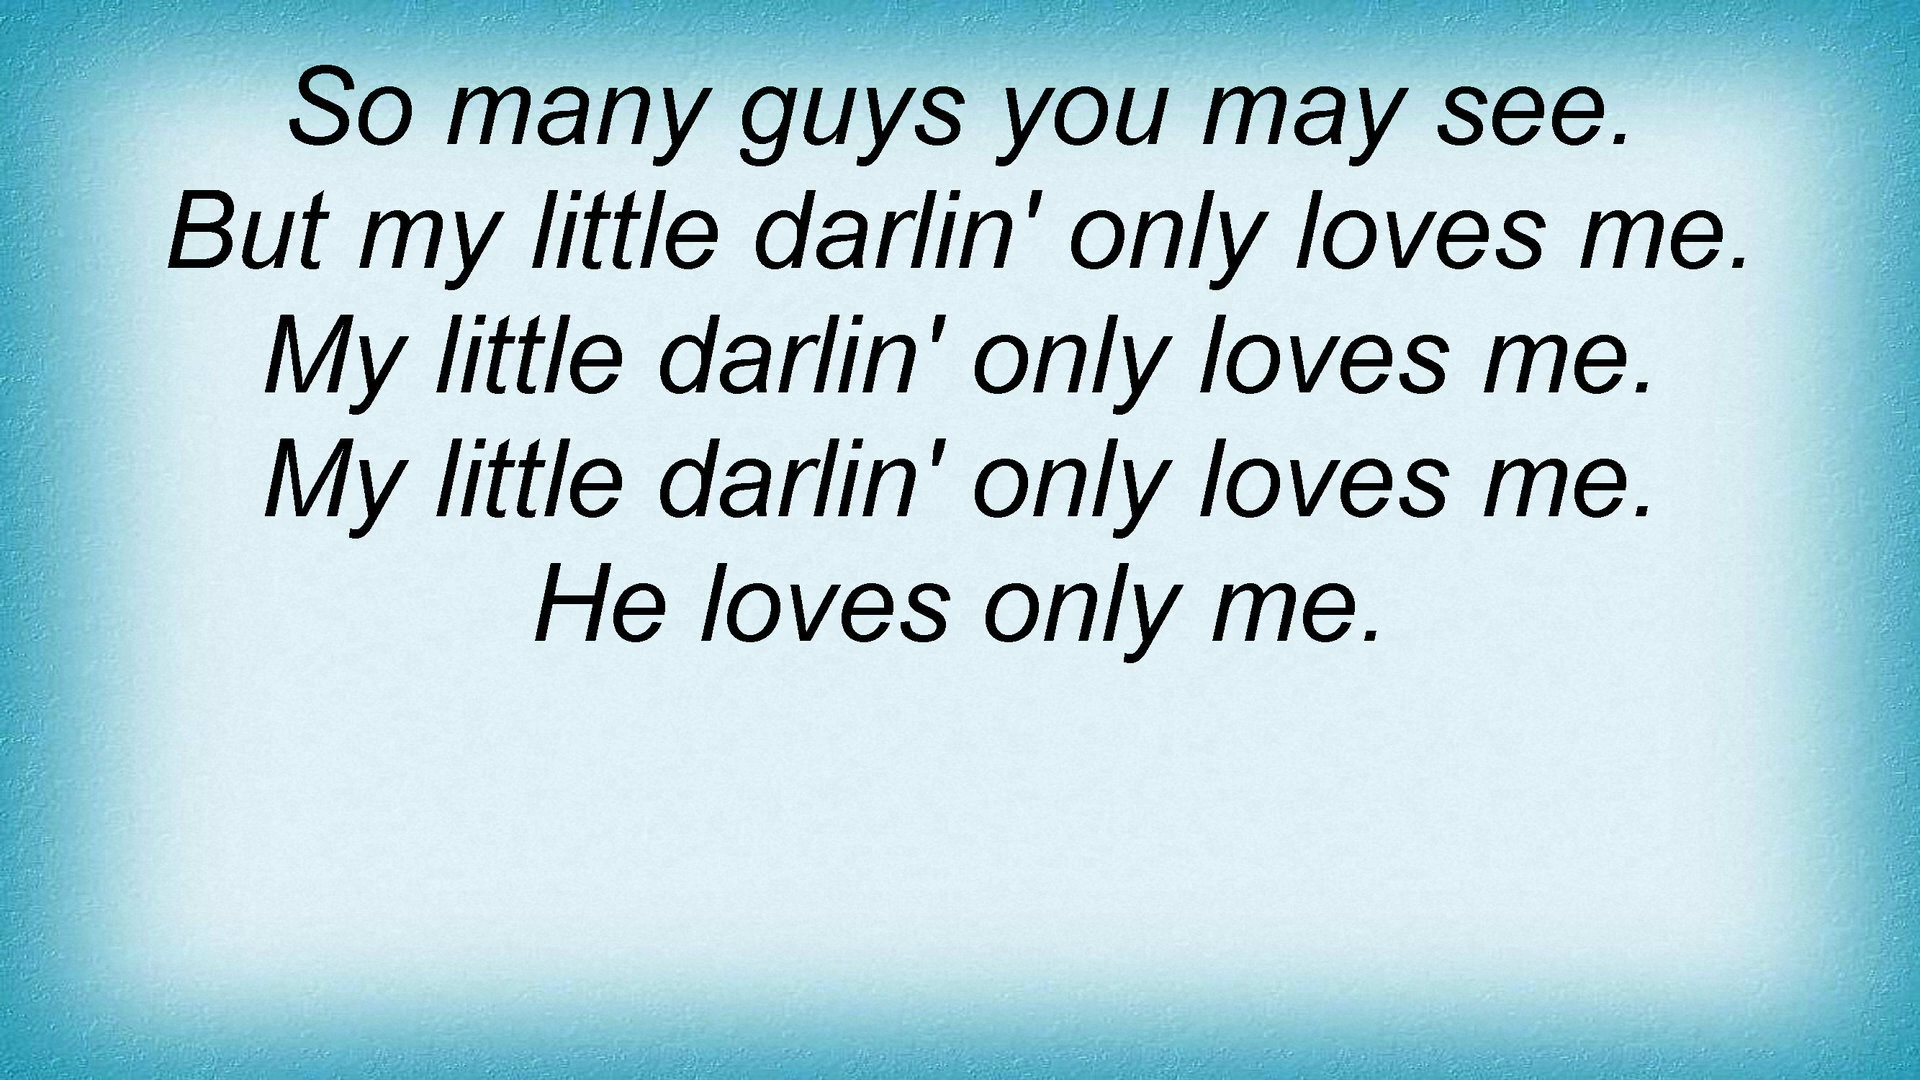 So many guys you may see.
But my little darlin' only loves me.
My little darlin' only loves me.
My little darlin' only loves me.
He loves only me.